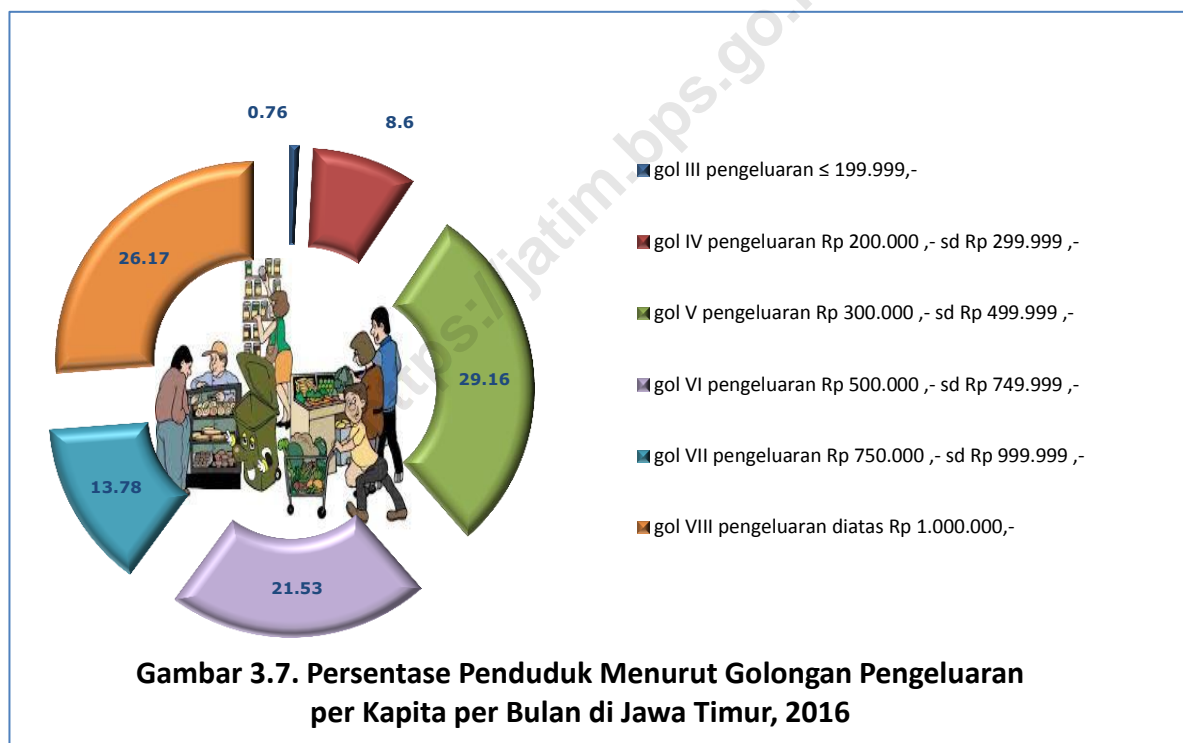 https://jatim.bps.go.
0.76
8.6
26.17
29.16
13.78
21.53
gol III pengeluaran ≤ 199.999,-
gol IV pengeluaran Rp 200.000 ,- sd Rp 299.999 ,-
gol V pengeluaran Rp 300.000 ,- sd Rp 499.999 ,-
gol VI pengeluaran Rp 500.000 ,- sd Rp 749.999 ,-
gol VII pengeluaran Rp 750.000 ,- sd Rp 999.999 ,-
gol VIII pengeluaran diatas Rp 1.000.000,-
Gambar 3.7. Persentase Penduduk Menurut Golongan Pengeluaran
per Kapita per Bulan di Jawa Timur, 2016